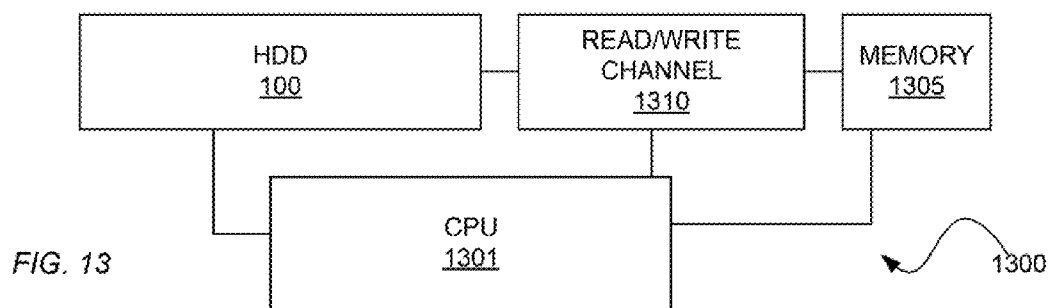 HDD
100
READ/WRITE
CHANNEL
1310
MEMORY
1305
CPU
1301
FIG. 13
1300